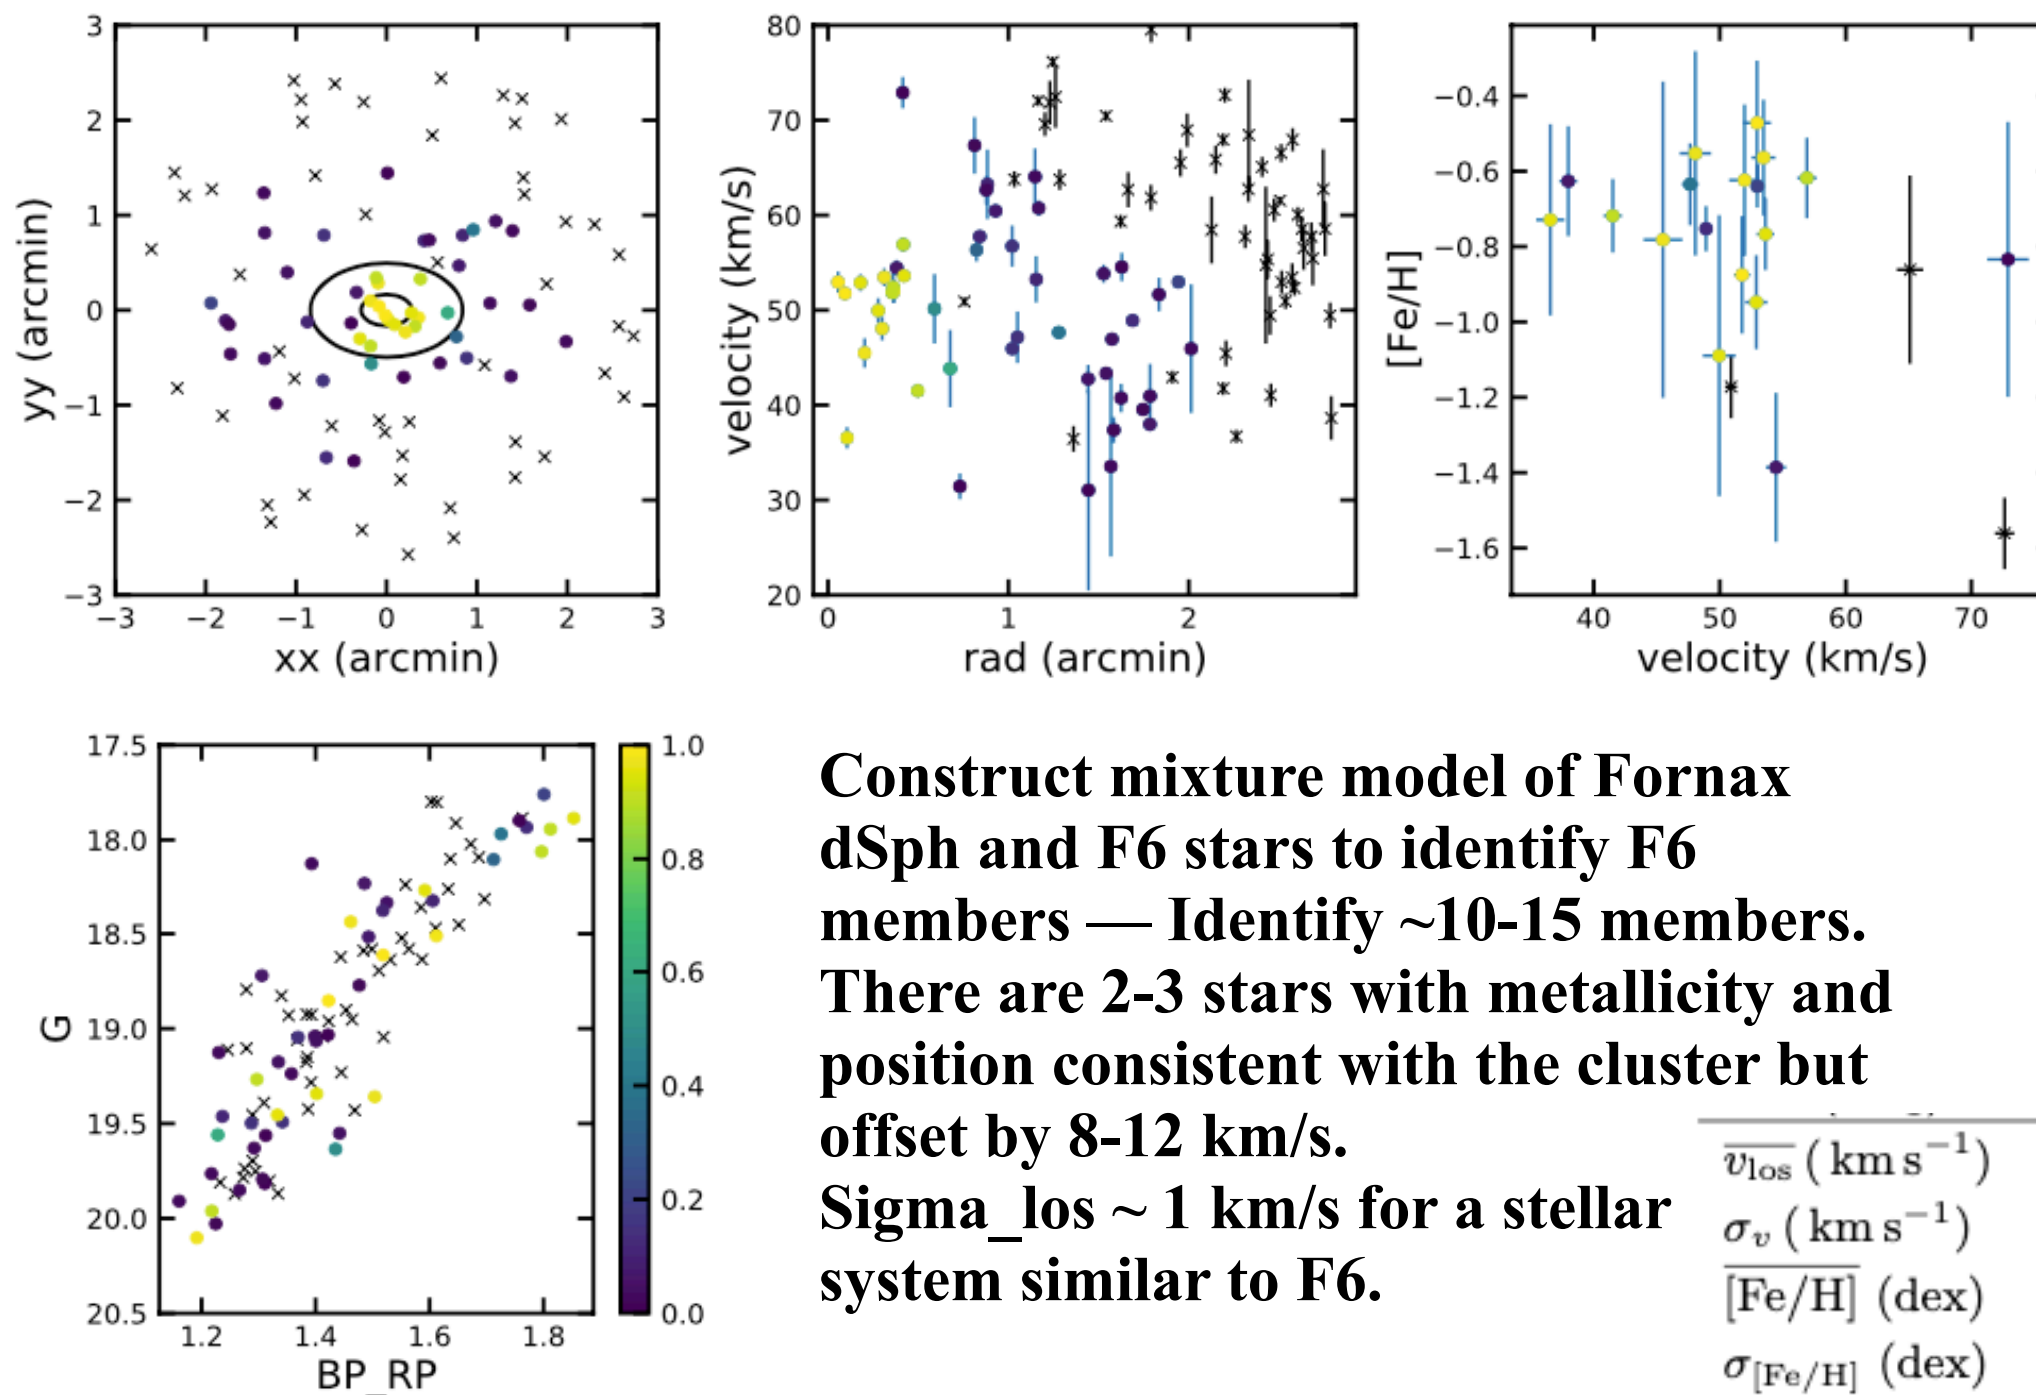 3
2
1
0
−1
−2
−3
−3 −2 −1 0 1 2 3
xx (arcmin)
yy (arcmin)
80
70
60
50
40
30
20
0 1 2
rad (arcmin)
velocity (km/s)
−0.4
−0.6
−0.8
−1.0
−1.2
−1.4
−1.6
40 50 60 70
velocity (km/s)
[Fe/H]
17.5
18.0
18.5
19.0
19.5
20.0
20.5
1.2 1.4 1.6 1.8
BP_RP
G
1.0
0.8
0.6
0.4
0.2
0.0
Construct mixture model of Fornax
dSph and F6 stars to identify F6
members — Identify ~10-15 members.
There are 2-3 stars with metallicity and
position consistent with the cluster but
offset by 8-12 km/s.
Sigma_los ~ 1 km/s for a stellar
system similar to F6.
v̅_los (km s⁻¹)
σ_v (km s⁻¹)
[Fe/H] (dex)
σ_[Fe/H] (dex)